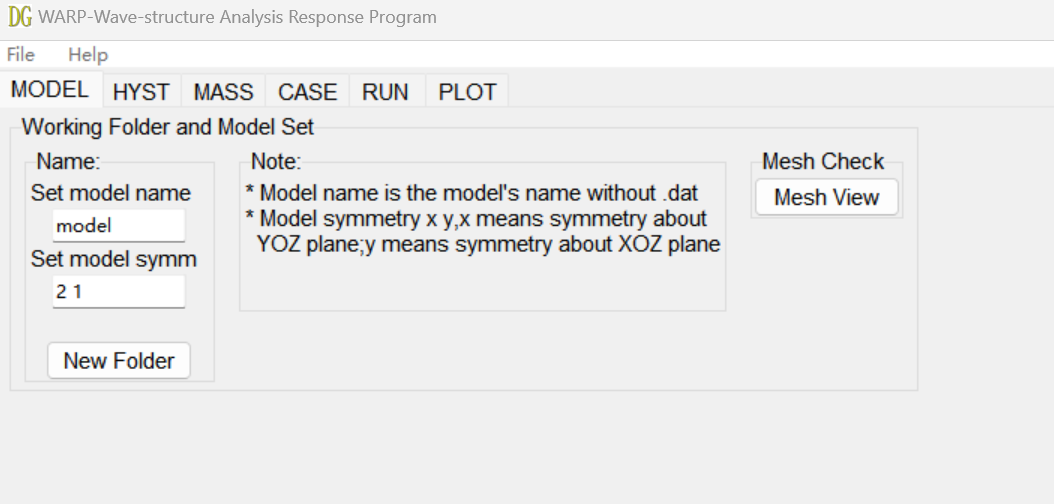 DG WARP-Wave-structure Analysis Response Program
File Help
MODEL HYST MASS CASE RUN PLOT
Working Folder and Model Set
Name:
Set model name
model
Set model symm
2 1
New Folder
Note:
* Model name is the model's name without .dat
* Model symmetry x y,x means symmetry about
YOZ plane;y means symmetry about XOZ plane
Mesh Check
Mesh View